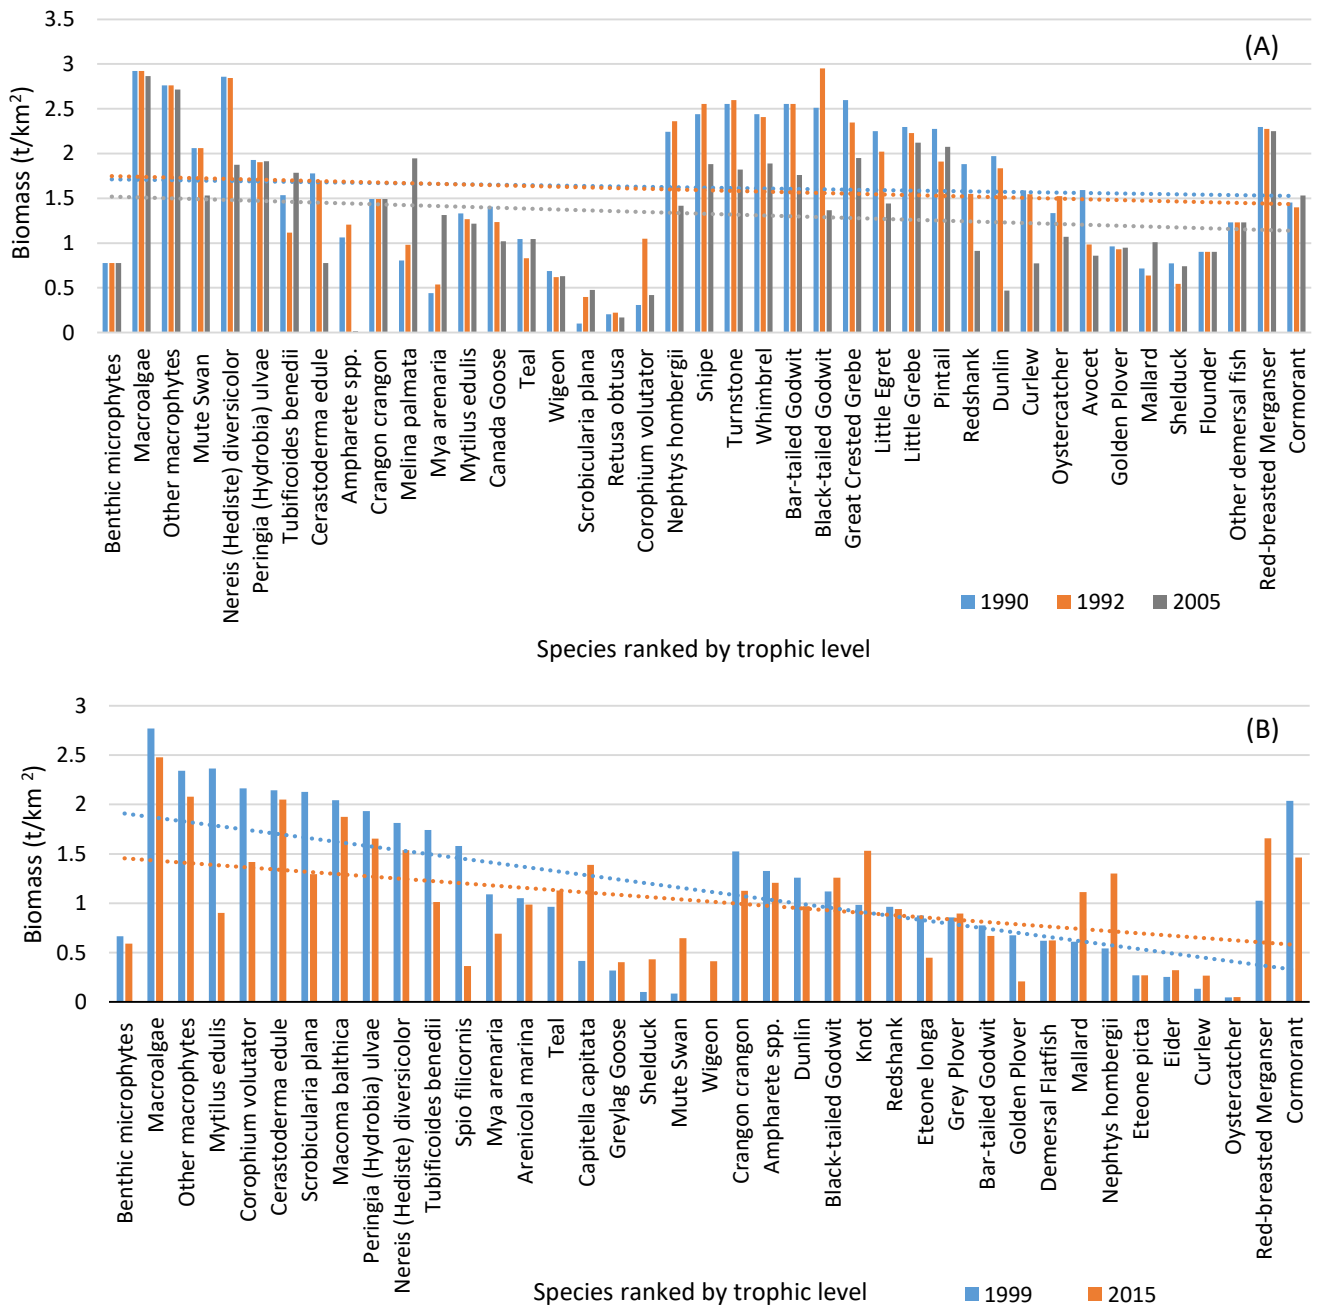 (A)
Biomass (t/km²)
3.5
3
2.5
2
1.5
1
0.5
0
Benthic microphytes
Macroalgae
Other macrophytes
Mute Swan
Nereis (Hediste) diversicolor
Peringia (Hydrobia) ulvae
Tubificoides benedii
Cerastoderma edule
Ampharete spp.
Crangon crangon
Melina palmata
Mya arenaria
Mytilus edulis
Canada Goose
Teal
Wigeon
Scrobicularia plana
Retusa obtusa
Corophium volutator
Nephtys hombergii
Snipe
Turnstone
Whimbrel
Bar-tailed Godwit
Black-tailed Godwit
Great Crested Grebe
Little Egret
Little Grebe
Pintail
Redshank
Dunlin
Curlew
Oystercatcher
Avocet
Golden Plover
Mallard
Shelduck
Flounder
Other demersal fish
Red-breasted Merganser
Cormorant
1990 1992 2005
Species ranked by trophic level
(B)
Biomass (t/km ²)
3
2.5
2
1.5
1
0.5
0
Benthic microphytes
Macroalgae
Other macrophytes
Mytilus edulis
Corophium volutator
Cerastoderma edule
Scrobicularia plana
Macoma balthica
Peringia (Hydrobia) ulvae
Nereis (Hediste) diversicolor
Tubificoides benedii
Spio filicornis
Mya arenaria
Arenicola marina
Teal
Capitella capitata
Greylag Goose
Shelduck
Mute Swan
Wigeon
Crangon crangon
Ampharete spp.
Dunlin
Black-tailed Godwit
Knot
Redshank
Eteone longa
Grey Plover
Bar-tailed Godwit
Golden Plover
Demersal Flatfish
Mallard
Nephtys hombergii
Eteone picta
Eider
Curlew
Oystercatcher
Red-breasted Merganser
Cormorant
Species ranked by trophic level
1999 2015